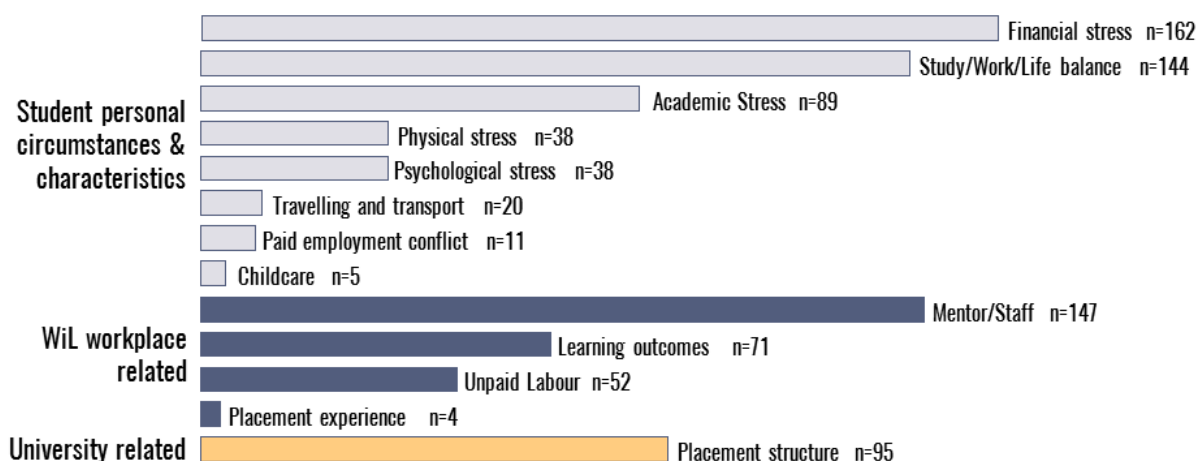 Financial stress n=162
Study/Work/Life balance n=144
Academic Stress n=89
Student personal
circumstances &
characteristics
Physical stress n=38
Psychological stress n=38
Travelling and transport n=20
Paid employment conflict n=11
Childcare n=5
Mentor/Staff n=147
WiL workplace
related
Learning outcomes n=71
Unpaid Labour n=52
Placement experience n=4
University related
Placement structure n=95